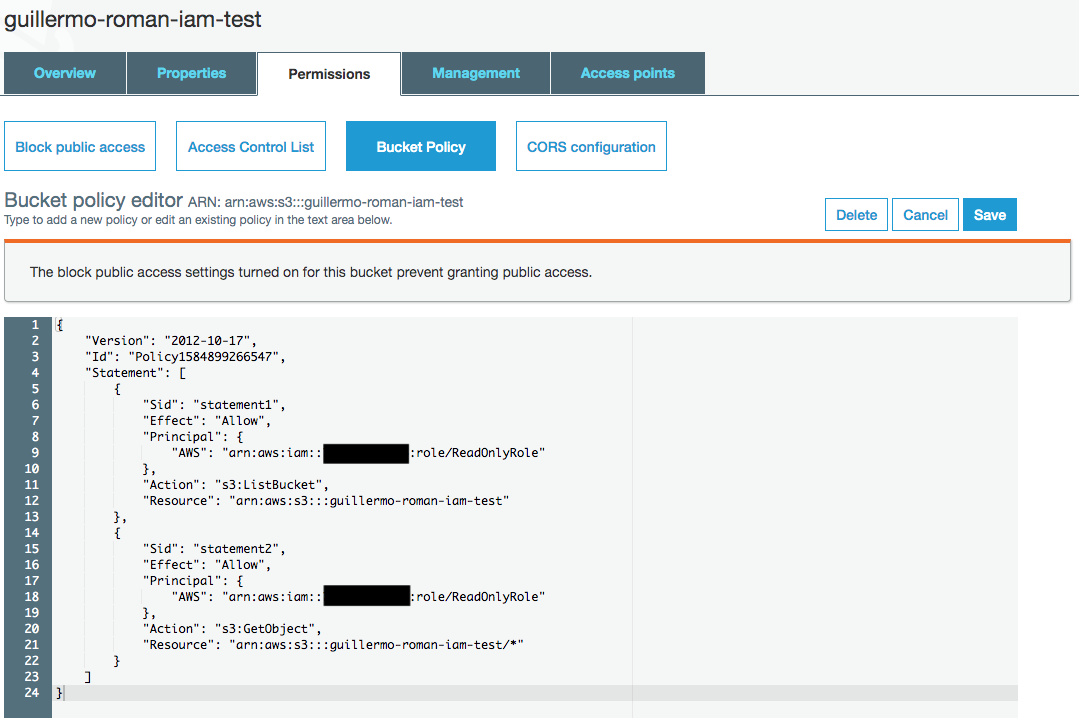 guillermo-roman-iam-test
Overview Properties Permissions Management Access points
Block public access Access Control List Bucket Policy CORS configuration
Bucket policy editor ARN: arn:aws:s3:::guillermo-roman-iam-test
Type to add a new policy or edit an existing policy in the text area below.
Delete Cancel Save
The block public access settings turned on for this bucket prevent granting public access.
1 {
2     "Version": "2012-10-17",
3     "Id": "Policy1584899266547",
4     "Statement": [
5         {
6             "Sid": "statement1",
7             "Effect": "Allow",
8             "Principal": {
9                 "AWS": "arn:aws:iam:: :role/ReadOnlyRole"
10             },
11             "Action": "s3:ListBucket",
12             "Resource": "arn:aws:s3:::guillermo-roman-iam-test"
13         },
14         {
15             "Sid": "statement2",
16             "Effect": "Allow",
17             "Principal": {
18                 "AWS": "arn:aws:iam:: :role/ReadOnlyRole"
19             },
20             "Action": "s3:GetObject",
21             "Resource": "arn:aws:s3:::guillermo-roman-iam-test/*"
22         }
23     ]
24 }